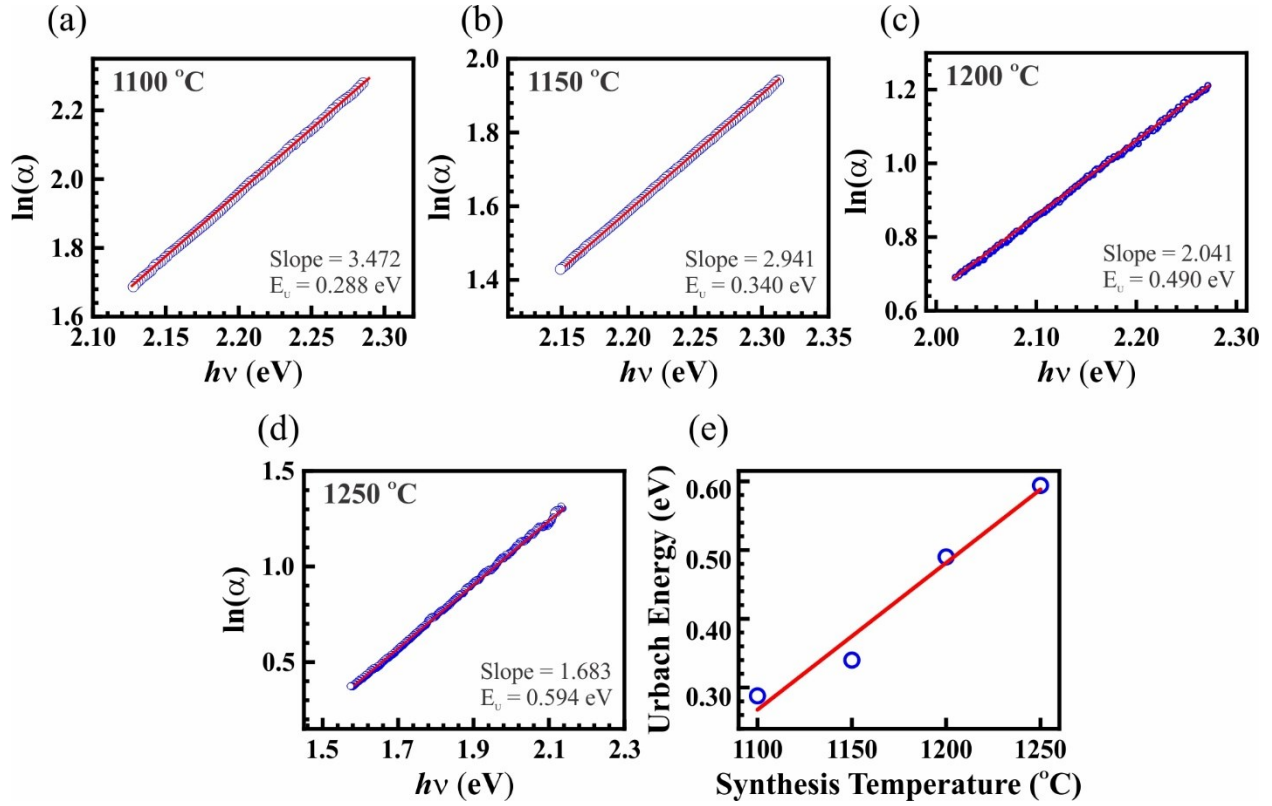 (a)
1100 °C
ln(α)
2.2
2.0
1.8
1.6
2.10 2.15 2.20 2.25 2.30
hν (eV)
Slope = 3.472
E_U = 0.288 eV
(b)
1150 °C
ln(α)
2.0
1.8
1.6
1.4
2.15 2.20 2.25 2.30 2.35
hν (eV)
Slope = 2.941
E_U = 0.340 eV
(c)
1200 °C
ln(α)
1.2
1.0
0.8
0.6
2.00 2.10 2.20 2.30
hν (eV)
Slope = 2.041
E_U = 0.490 eV
(d)
1250 °C
ln(α)
1.5
1.0
0.5
1.5 1.7 1.9 2.1 2.3
hν (eV)
Slope = 1.683
E_U = 0.594 eV
(e)
Urbach Energy (eV)
0.60
0.50
0.40
0.30
1100 1150 1200 1250
Synthesis Temperature (°C)